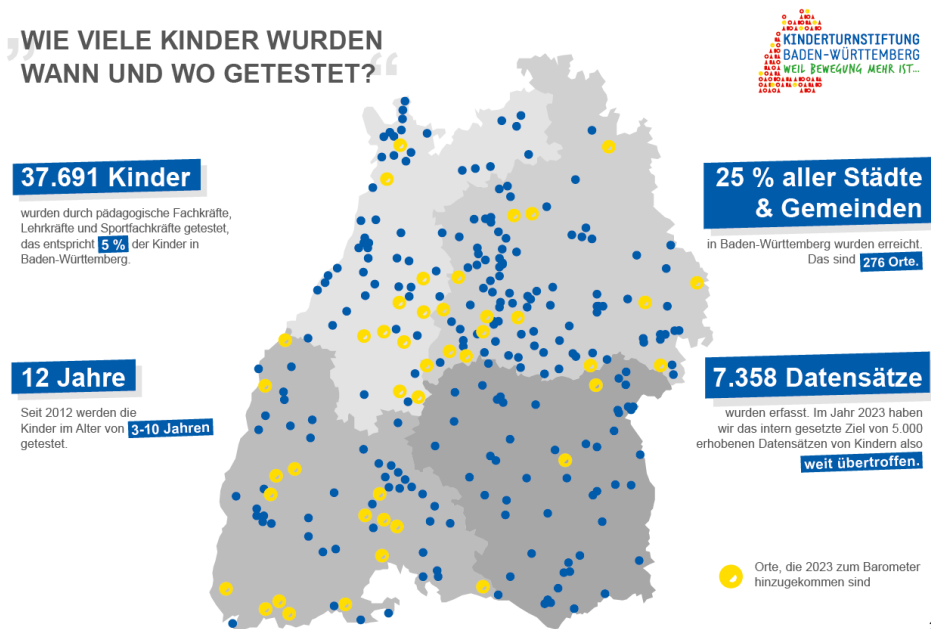 „WIE VIELE KINDER WURDEN
WANN UND WO GETESTET?“
KINDERTURNSTIFTUNG
BADEN-WÜRTTEMBERG
WEIL BEWEGUNG MEHR IST...
37.691 Kinder
wurden durch pädagogische Fachkräfte,
Lehrkräfte und Sportfachkräfte getestet,
das entspricht 5 % der Kinder in
Baden-Württemberg.
25 % aller Städte
& Gemeinden
in Baden-Württemberg wurden erreicht.
Das sind 276 Orte.
12 Jahre
Seit 2012 werden die
Kinder im Alter von 3-10 Jahren
getestet.
7.358 Datensätze
wurden erfasst. Im Jahr 2023 haben
wir das intern gesetzte Ziel von 5.000
erhobenen Datensätzen von Kindern also
weit übertroffen.
Orte, die 2023 zum Barometer
hinzugekommen sind